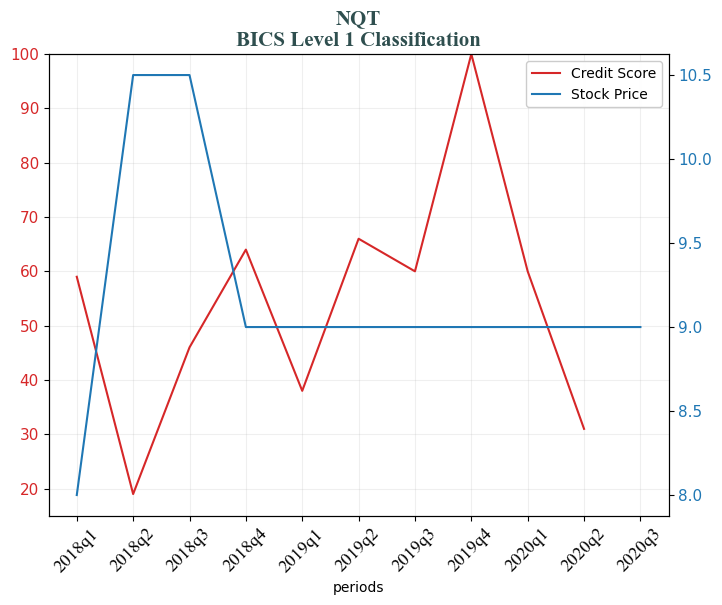 NQT
BICS Level 1 Classification
Credit Score
Stock Price
100
90
80
70
60
50
40
30
20
10.5
10.0
9.5
9.0
8.5
8.0
2018q1
2018q2
2018q3
2018q4
2019q1
2019q2
2019q3
2019q4
2020q1
2020q2
2020q3
periods